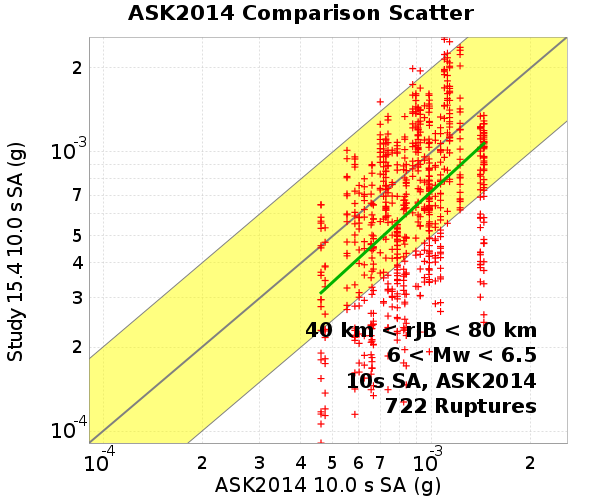 ASK2014 Comparison Scatter
Study 15.4 10.0 s SA (g)
2
10-3
7
5
4
3
2
10-4
40 km < rJB < 80 km
6 < Mw < 6.5
10s SA, ASK2014
722 Ruptures
10-4 2 3 4 5 6 7 10-3 2
ASK2014 10.0 s SA (g)